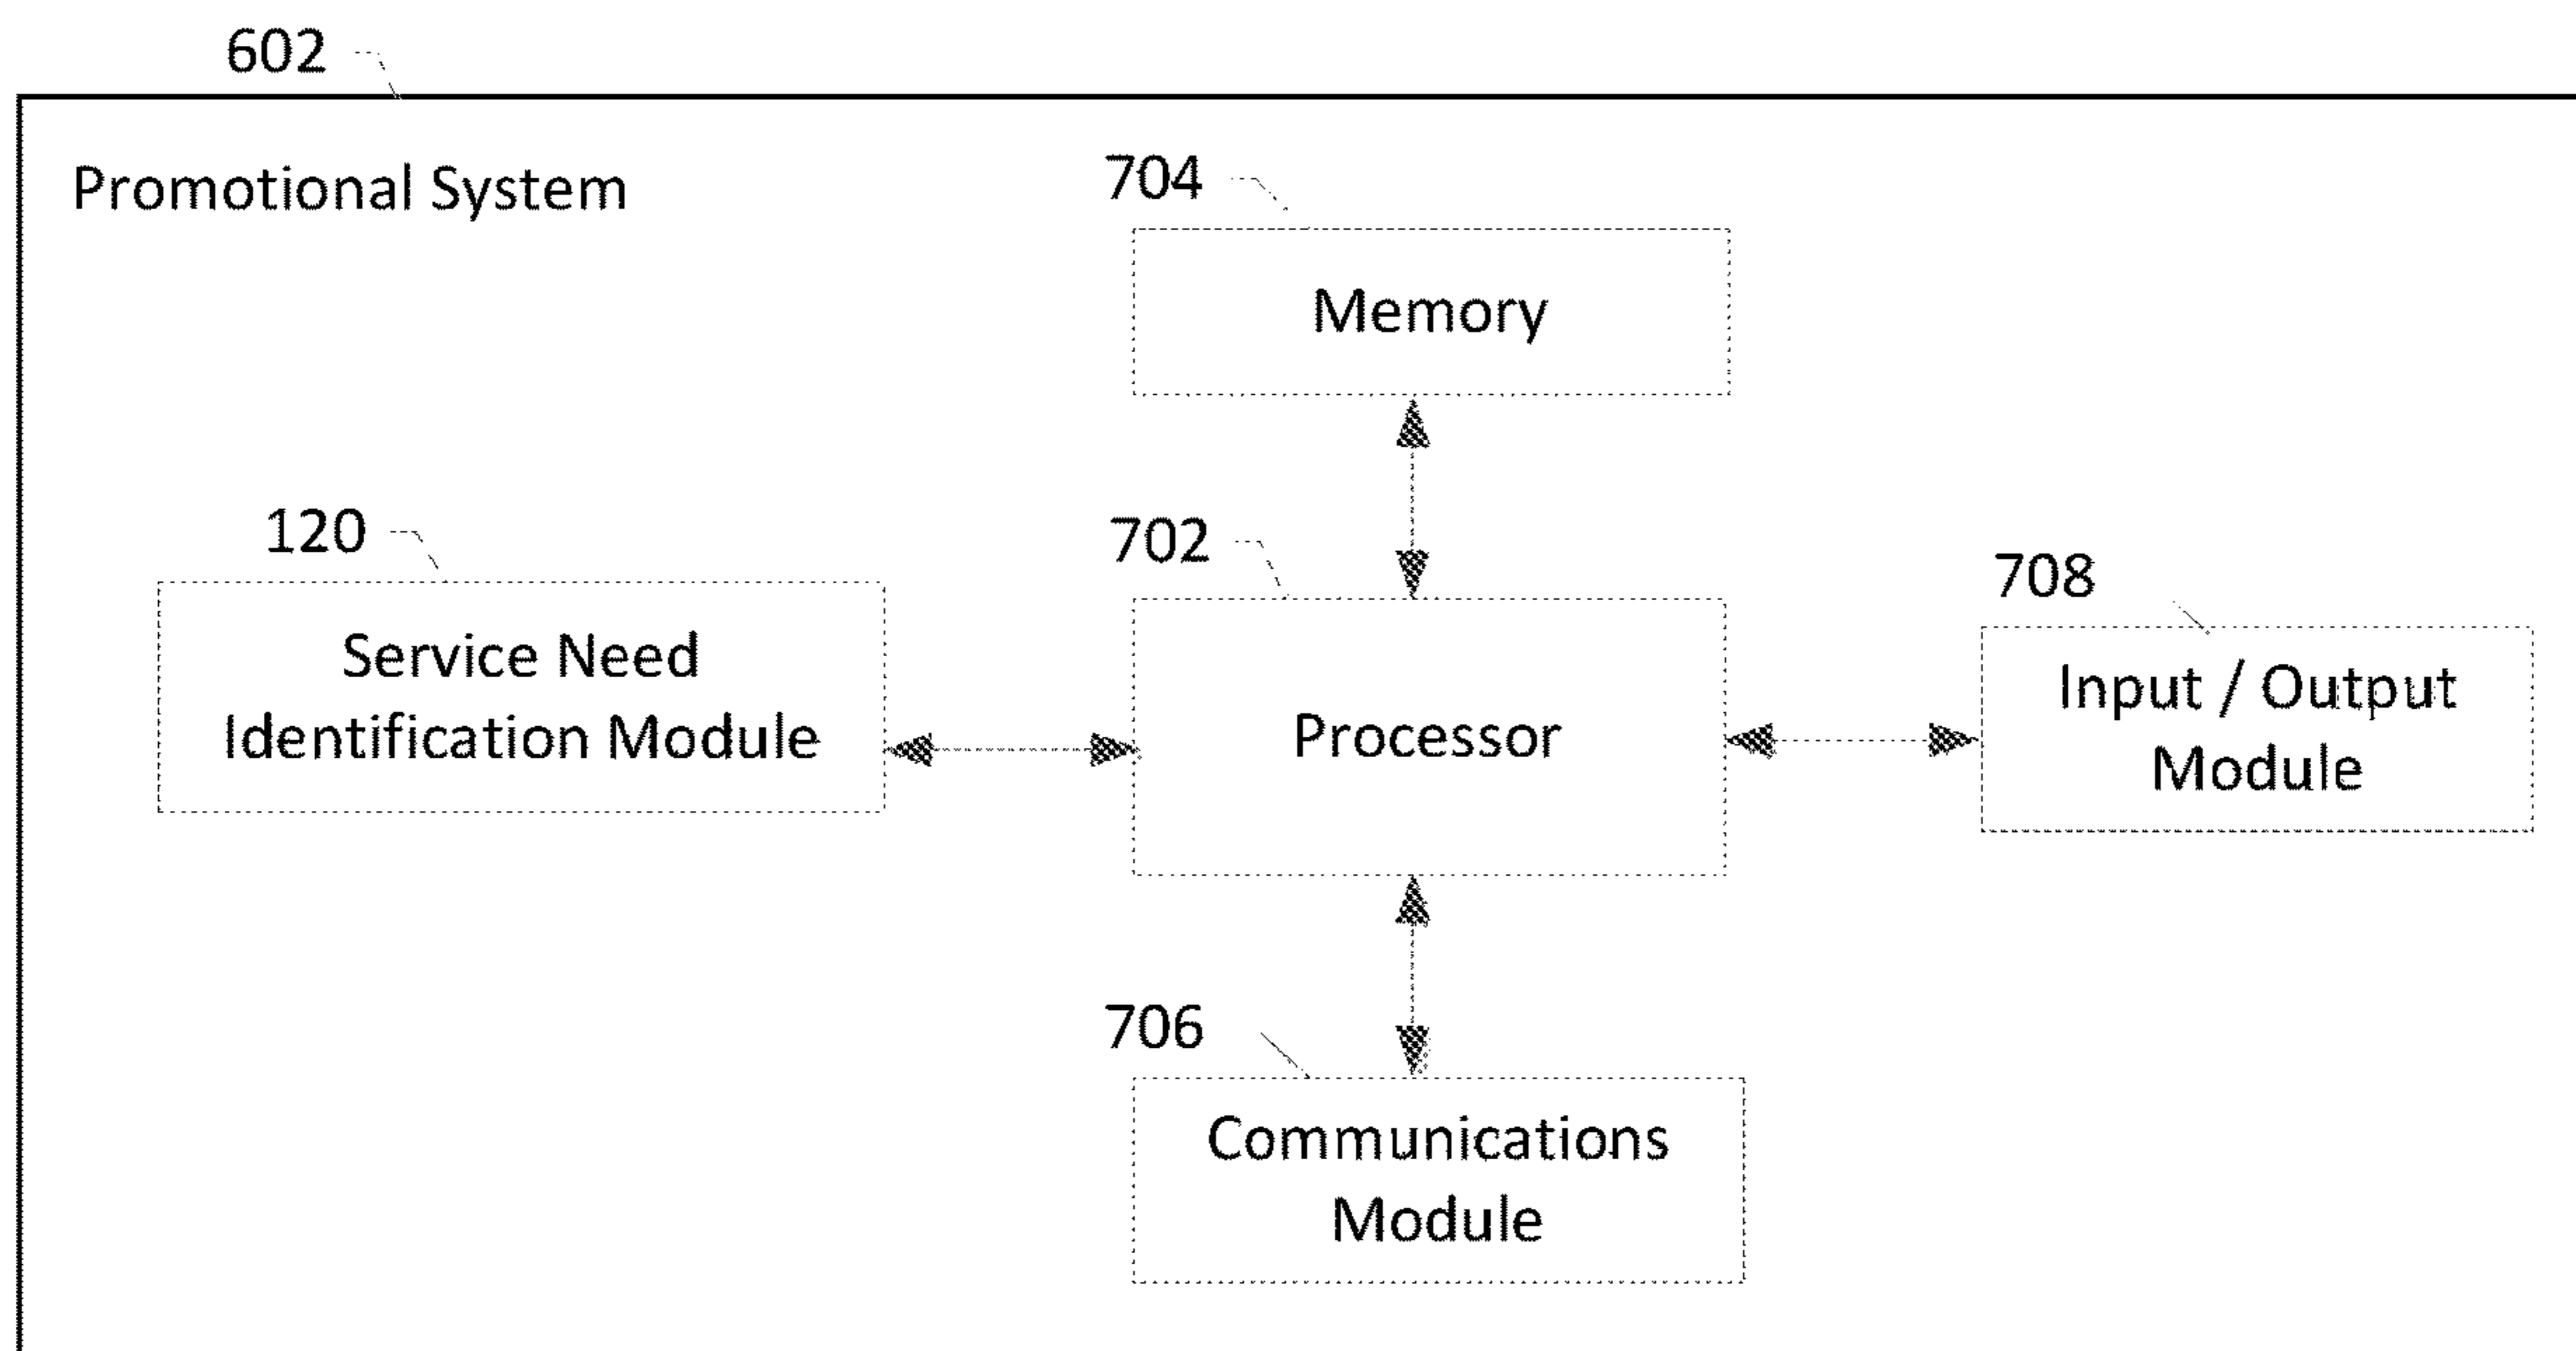 602
Promotional System
704
Memory
120
Service Need
Identification Module
702
Processor
708
Input / Output
Module
706
Communications
Module